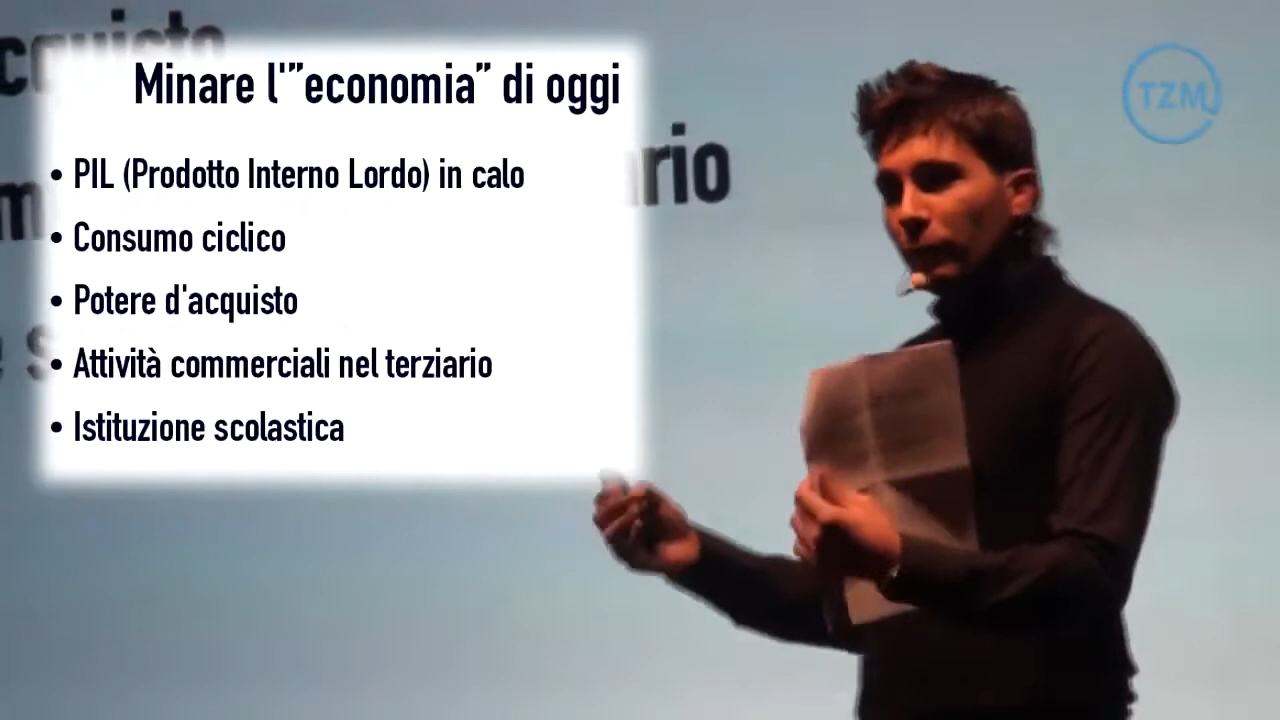 Minare l'"economia" di oggi
• PIL (Prodotto Interno Lordo) in calo
• Consumo ciclico
• Potere d'acquisto
• Attività commerciali nel terziario
• Istituzione scolastica
TZM